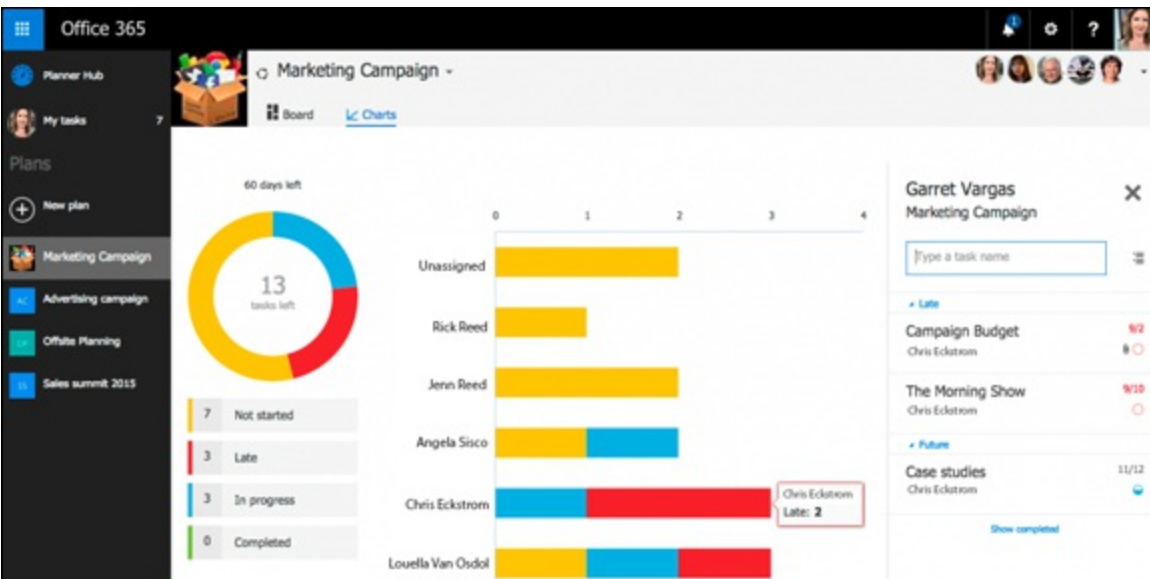 Office 365
1
?
Planner Hub
My tasks 7
Plans
New plan
Marketing Campaign
AC Advertising campaign
OP Offsite Planning
SS Sales summit 2015
Marketing Campaign
Board Charts
60 days left
13
tasks left
7 Not started
3 Late
3 In progress
0 Completed
0 1 2 3 4
Unassigned
Rick Reed
Jenn Reed
Angela Sisco
Chris Eckstrom
Louella Van Osdol
Chris Eckstrom
Late: 2
Garret Vargas
Marketing Campaign
Type a task name
Late
Campaign Budget 9/2
Chris Eckstrom
The Morning Show 9/10
Chris Eckstrom
Future
Case studies 11/12
Chris Eckstrom
Show completed